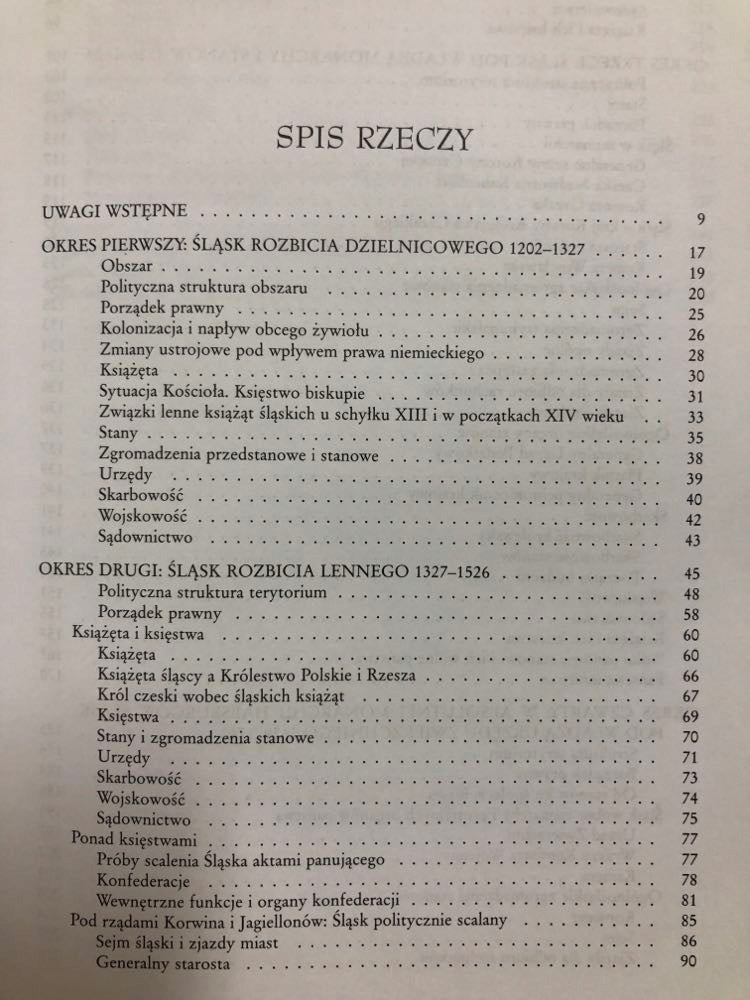 SPIS RZECZY
UWAGI WSTĘPNE . . . . . . . . . . . . . . . . . . . . . . . . . . . . . . . . . . . . . 9
OKRES PIERWSZY: ŚLĄSK ROZBICIA DZIELNICOWEGO 1202–1327 . . . . . . 17
Obszar . . . . . . . . . . . . . . . . . . . . . . . . . . . . . . . . . . . . . . 19
Polityczna struktura obszaru . . . . . . . . . . . . . . . . . . . . . . . . . 20
Porządek prawny . . . . . . . . . . . . . . . . . . . . . . . . . . . . . . . . 25
Kolonizacja i napływ obcego żywiołu . . . . . . . . . . . . . . . . . . . . . 26
Zmiany ustrojowe pod wpływem prawa niemieckiego . . . . . . . . . . . . . 28
Książęta . . . . . . . . . . . . . . . . . . . . . . . . . . . . . . . . . . . . 30
Sytuacja Kościoła. Księstwo biskupie . . . . . . . . . . . . . . . . . . . . . 31
Związki lenne książąt śląskich u schyłku XIII i w początkach XIV wieku . . 33
Stany . . . . . . . . . . . . . . . . . . . . . . . . . . . . . . . . . . . . . . 35
Zgromadzenia przedstanowe i stanowe . . . . . . . . . . . . . . . . . . . . 38
Urzędy . . . . . . . . . . . . . . . . . . . . . . . . . . . . . . . . . . . . 39
Skarbowość . . . . . . . . . . . . . . . . . . . . . . . . . . . . . . . . . . 40
Wojskowość . . . . . . . . . . . . . . . . . . . . . . . . . . . . . . . . . . 42
Sądownictwo . . . . . . . . . . . . . . . . . . . . . . . . . . . . . . . . . 43
OKRES DRUGI: ŚLĄSK ROZBICIA LENNEGO 1327–1526 . . . . . . . . . . . . . 45
Polityczna struktura terytorium . . . . . . . . . . . . . . . . . . . . . . . . 48
Porządek prawny . . . . . . . . . . . . . . . . . . . . . . . . . . . . . . . . 58
Książęta i księstwa . . . . . . . . . . . . . . . . . . . . . . . . . . . . . . . . . 60
Książęta . . . . . . . . . . . . . . . . . . . . . . . . . . . . . . . . . . . . 60
Książęta śląscy a Królestwo Polskie i Rzesza . . . . . . . . . . . . . . . . . . 66
Król czeski wobec śląskich książąt . . . . . . . . . . . . . . . . . . . . . . 67
Księstwa . . . . . . . . . . . . . . . . . . . . . . . . . . . . . . . . . . . . 69
Stany i zgromadzenia stanowe . . . . . . . . . . . . . . . . . . . . . . . . . 70
Urzędy . . . . . . . . . . . . . . . . . . . . . . . . . . . . . . . . . . . . 71
Skarbowość . . . . . . . . . . . . . . . . . . . . . . . . . . . . . . . . . . 73
Wojskowość . . . . . . . . . . . . . . . . . . . . . . . . . . . . . . . . . . 74
Sądownictwo . . . . . . . . . . . . . . . . . . . . . . . . . . . . . . . . . 75
Ponad księstwami . . . . . . . . . . . . . . . . . . . . . . . . . . . . . . . . . 77
Próby scalenia Śląska aktami panującego . . . . . . . . . . . . . . . . . . . 77
Konfederacje . . . . . . . . . . . . . . . . . . . . . . . . . . . . . . . . . 78
Wewnętrzne funkcje i organy konfederacji . . . . . . . . . . . . . . . . . . . 81
Pod rządami Korwina i Jagiellonów: Śląsk politycznie scalany . . . . . . . . . . 85
Sejm śląski i zjazdy miast . . . . . . . . . . . . . . . . . . . . . . . . . . . 86
Generalny starosta . . . . . . . . . . . . . . . . . . . . . . . . . . . . . . 90